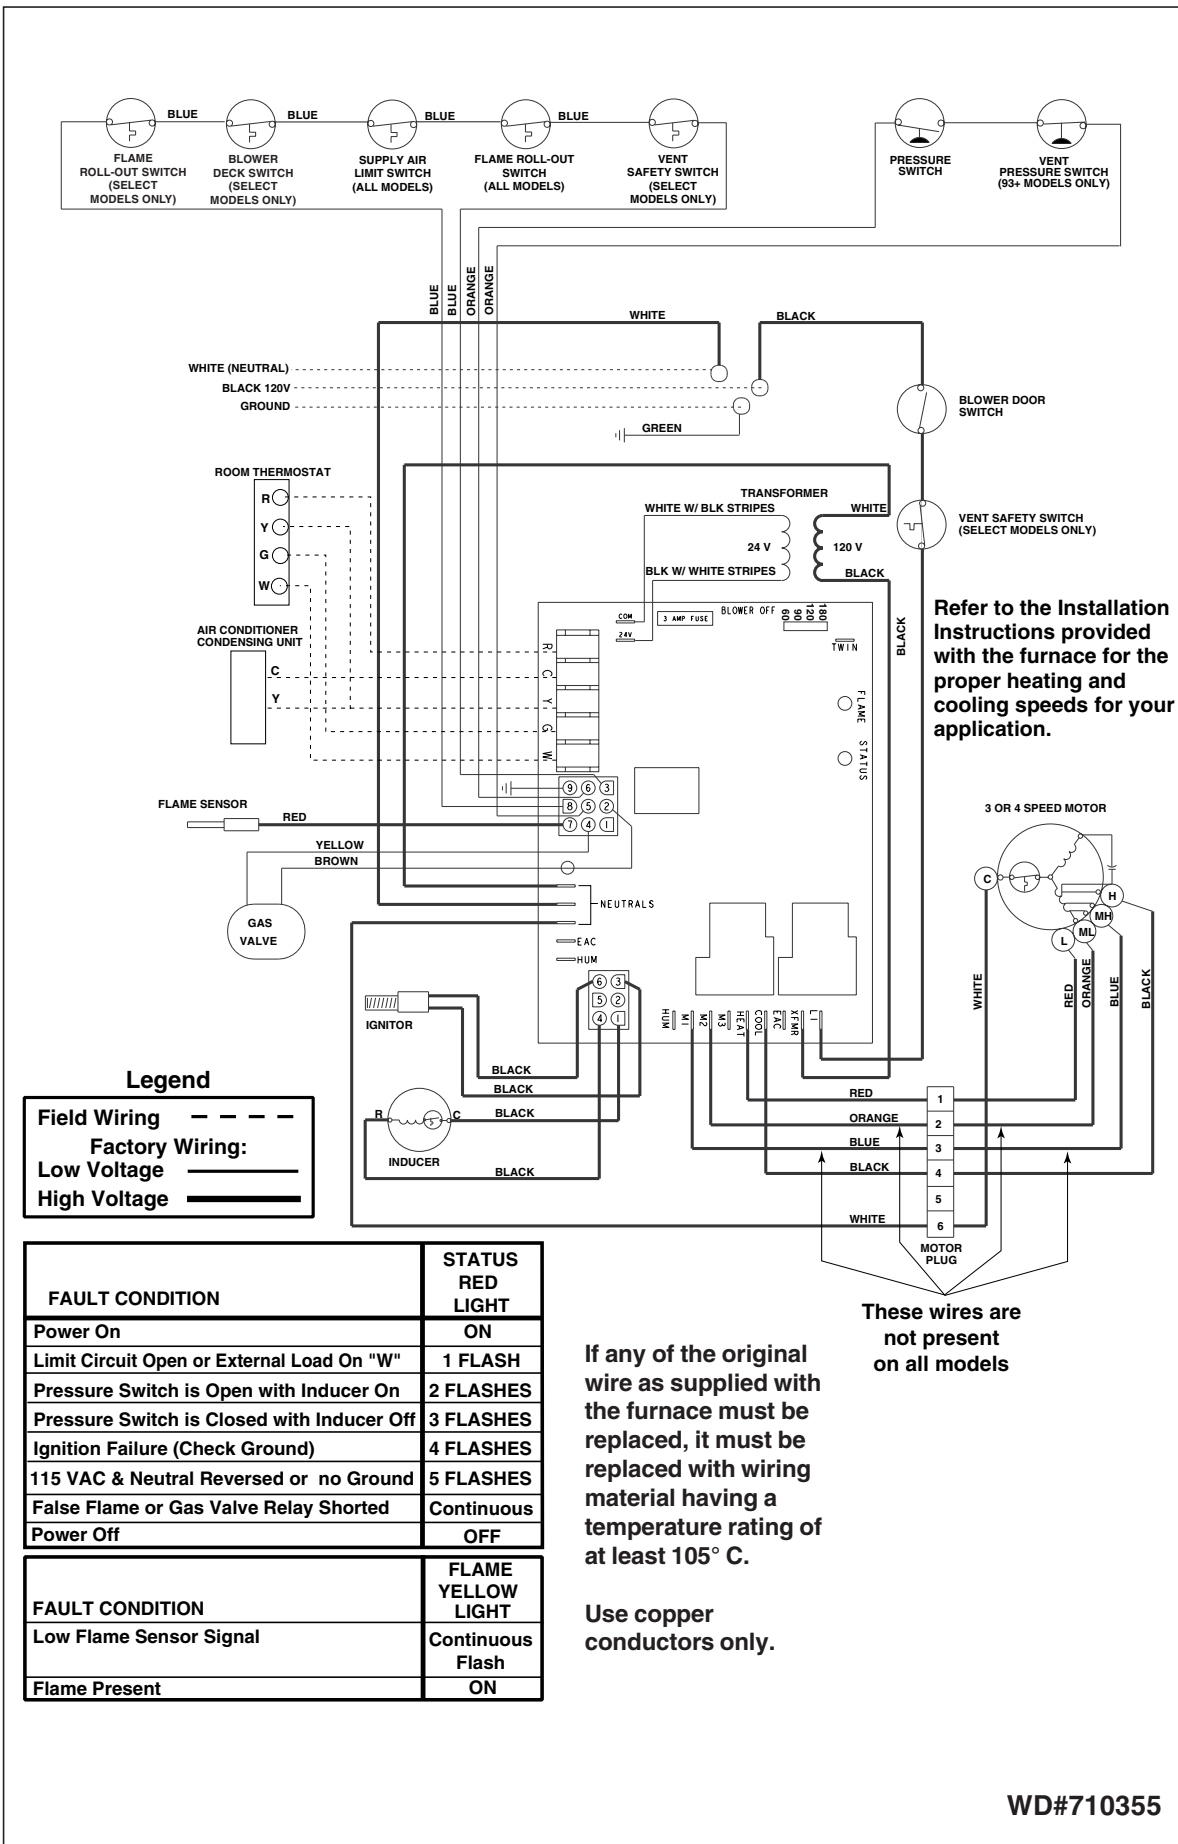 BLUE
BLUE
BLUE
BLUE
FLAME
ROLL-OUT SWITCH
(SELECT
MODELS ONLY)
BLOWER
DECK SWITCH
(SELECT
MODELS ONLY)
SUPPLY AIR
LIMIT SWITCH
(ALL MODELS)
FLAME ROLL-OUT
SWITCH
(ALL MODELS)
VENT
SAFETY SWITCH
(SELECT
MODELS ONLY)
PRESSURE
SWITCH
VENT
PRESSURE SWITCH
(93+ MODELS ONLY)
BLUE
BLUE
ORANGE
ORANGE
WHITE
BLACK
WHITE (NEUTRAL)
BLACK 120V
GROUND
GREEN
BLOWER DOOR
SWITCH
ROOM THERMOSTAT
R
Y
G
W
TRANSFORMER
WHITE W/ BLK STRIPES
WHITE
24 V
120 V
BLK W/ WHITE STRIPES
BLACK
VENT SAFETY SWITCH
(SELECT MODELS ONLY)
AIR CONDITIONER
CONDENSING UNIT
C
Y
COM
24V
3 AMP FUSE
BLOWER OFF
60
90
120
180
TWIN
BLACK
R
C
Y
G
W
FLAME
STATUS
Refer to the Installation
Instructions provided
with the furnace for the
proper heating and
cooling speeds for your
application.
9 6 3
8 5 2
7 4 1
FLAME SENSOR
RED
YELLOW
BROWN
GAS
VALVE
NEUTRALS
EAC
HUM
3 OR 4 SPEED MOTOR
C
H
MH
ML
L
WHITE
RED
ORANGE
BLUE
BLACK
6 3
5 2
4 1
IGNITOR
HUM
M1
M2
M3
HEAT
COOL
EAC
XFMR
L1
BLACK
BLACK
R
C
BLACK
INDUCER
BLACK
RED
1
ORANGE
2
BLUE
3
BLACK
4
5
WHITE
6
MOTOR
PLUG
These wires are
not present
on all models
Legend
Field Wiring
Factory Wiring:
Low Voltage
High Voltage
FAULT CONDITION
STATUS
RED
LIGHT
Power On ON
Limit Circuit Open or External Load On "W" 1 FLASH
Pressure Switch is Open with Inducer On 2 FLASHES
Pressure Switch is Closed with Inducer Off 3 FLASHES
Ignition Failure (Check Ground) 4 FLASHES
115 VAC & Neutral Reversed or no Ground 5 FLASHES
False Flame or Gas Valve Relay Shorted Continuous
Power Off OFF
FAULT CONDITION
FLAME
YELLOW
LIGHT
Low Flame Sensor Signal Continuous
Flash
Flame Present ON
If any of the original
wire as supplied with
the furnace must be
replaced, it must be
replaced with wiring
material having a
temperature rating of
at least 105° C.
Use copper
conductors only.
WD#710355